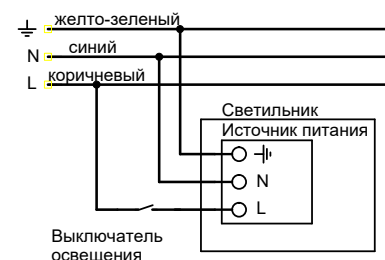 желто-зеленый
N синий
L коричневый
Светильник
Источник питания
N
L
Выключатель
освещения